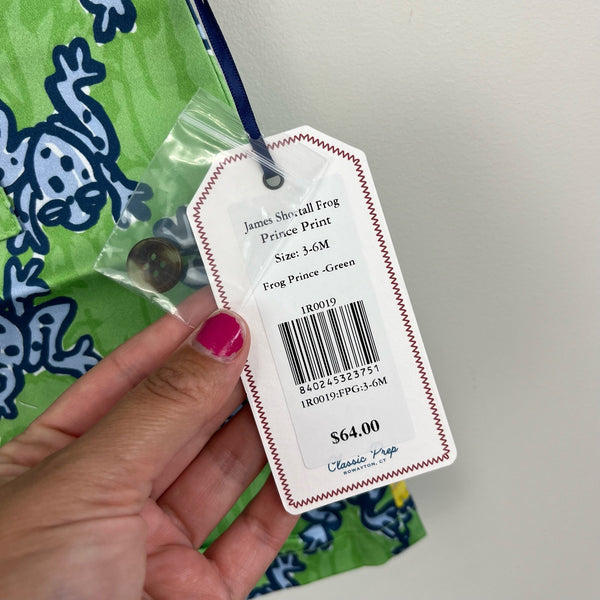 James Shortall Frog
Prince Print
Size: 3-6M
Frog Prince -Green
1R0019
840245323751
1R0019:FPG:3-6M
$64.00
Classic Prep
ROWAYTON, CT